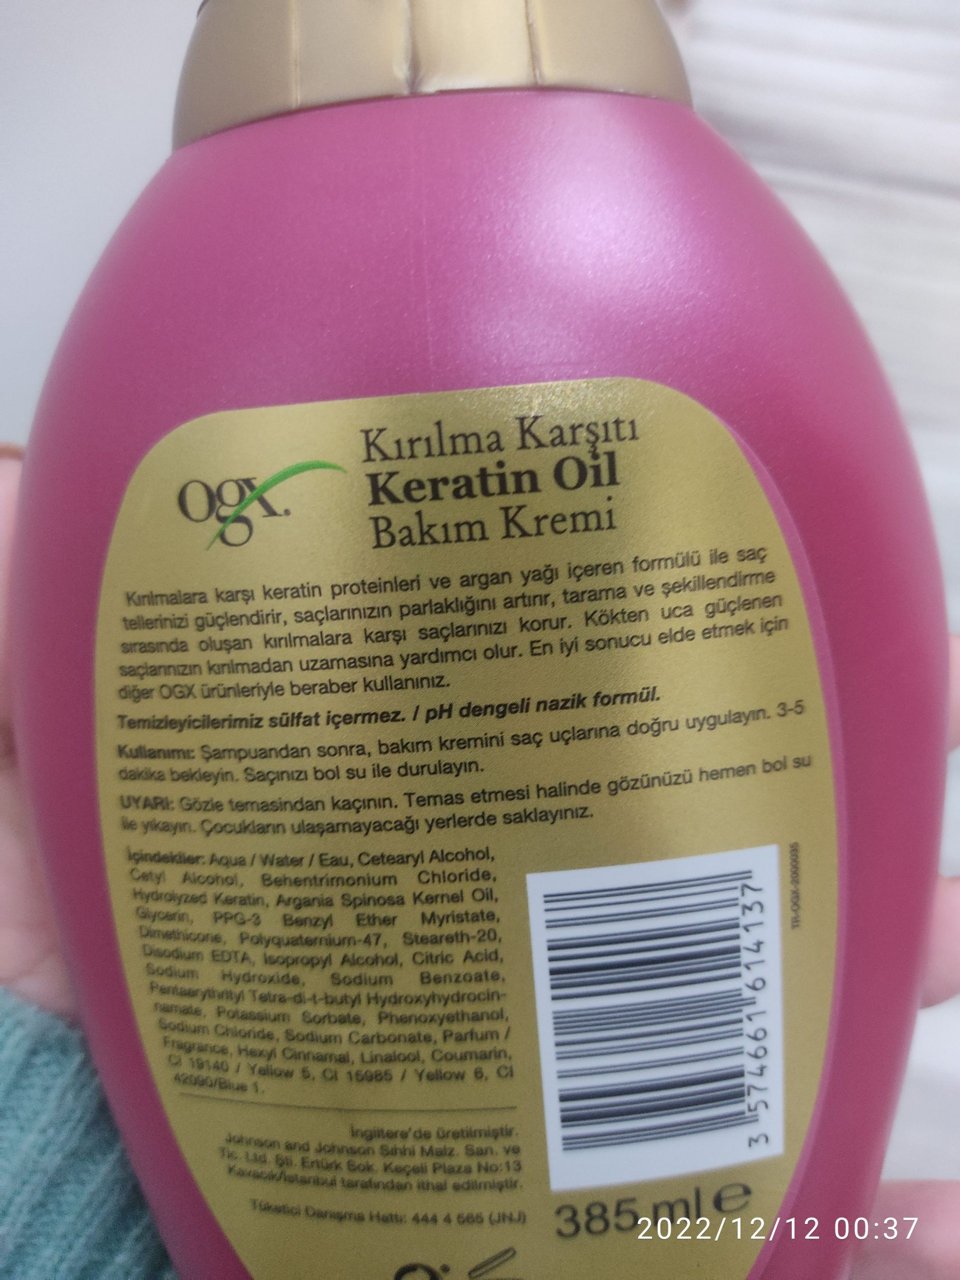 ogx.
Kırılma Karşıtı
Keratin Oil
Bakım Kremi
Kırılmalara karşı keratin proteinleri ve argan yağı içeren formülü ile saç
tellerinizi güçlendirir, saçlarınızın parlaklığını artırır, tarama ve şekillendirme
sırasında oluşan kırılmalara karşı saçlarınızı korur. Kökten uca güçlenen
saçlarınızın kırılmadan uzamasına yardımcı olur. En iyi sonucu elde etmek için
diğer OGX ürünleriyle beraber kullanınız.
Temizleyicilerimiz sülfat içermez. / pH dengeli nazik formül.
Kullanımı: Şampuandan sonra, bakım kremini saç uçlarına doğru uygulayın. 3-5
dakika bekleyin. Saçınızı bol su ile durulayın.
UYARI: Gözle temasından kaçının. Temas etmesi halinde gözünüzü hemen bol su
ile yıkayın. Çocukların ulaşamayacağı yerlerde saklayınız.
İçindekiler: Aqua / Water / Eau, Cetearyl Alcohol,
Cetyl Alcohol, Behentrimonium Chloride,
Hydrolyzed Keratin, Argania Spinosa Kernel Oil,
Glycerin, PPG-3 Benzyl Ether Myristate,
Dimethicone, Polyquaternium-47, Steareth-20,
Disodium EDTA, Isopropyl Alcohol, Citric Acid,
Sodium Hydroxide, Sodium Benzoate,
Pentaerythrityl Tetra-di-t-butyl Hydroxyhydrocin-
namate, Potassium Sorbate, Phenoxyethanol,
Sodium Chloride, Sodium Carbonate, Parfum /
Fragrance, Hexyl Cinnamal, Linalool, Coumarin,
CI 19140 / Yellow 5, CI 15985 / Yellow 6, CI
42090/Blue 1.
TR-OGX-2000035
3 574661 614137
İngiltere'de üretilmiştir.
Johnson and Johnson Sıhhi Malz. San. ve
Tic. Ltd. Şti. Ertürk Sok. Keçeli Plaza No:13
Kavacık/İstanbul tarafından ithal edilmiştir.
Tüketici Danışma Hattı: 444 4 565 (JNJ)
385 ml e
2022/12/12 00:37